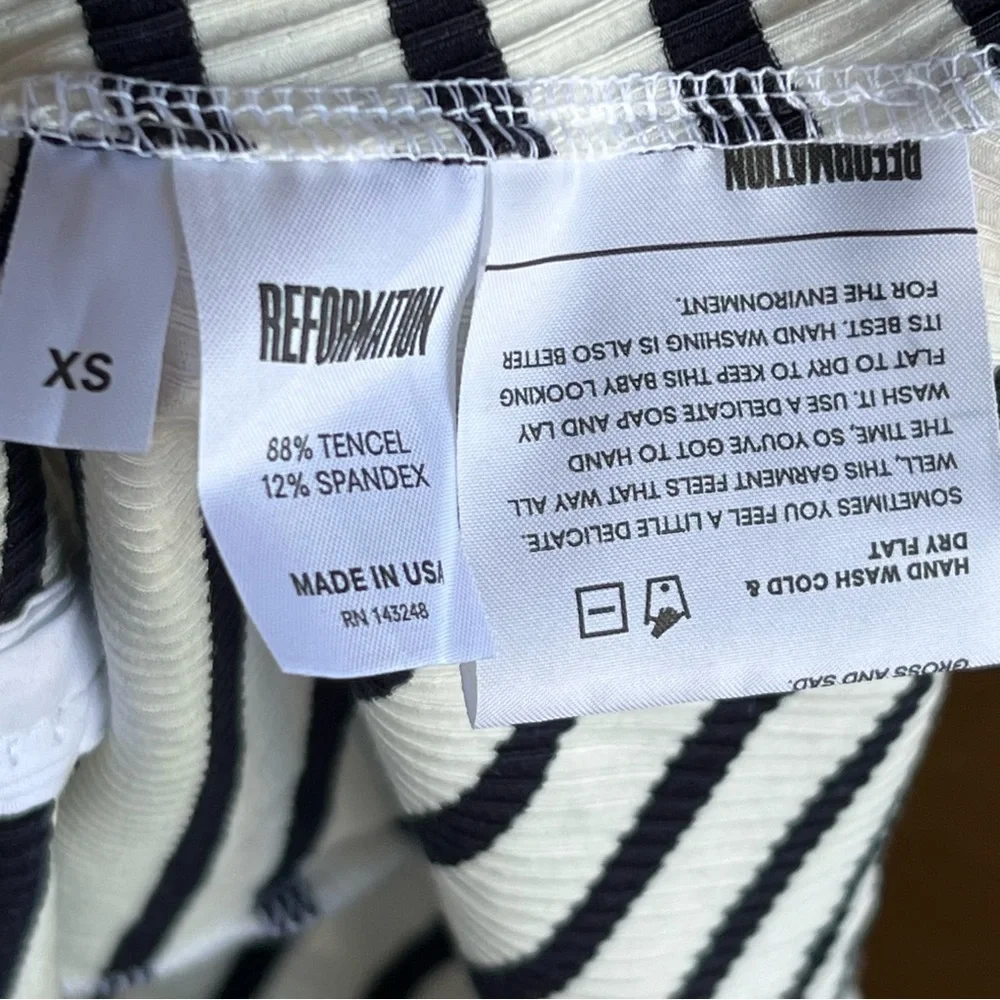 XS
REFORMATION
88% TENCEL
12% SPANDEX
MADE IN USA
RN 143248
GROSS AND SAD.
HAND WASH COLD &
DRY FLAT
SOMETIMES YOU FEEL A LITTLE DELICATE.
WELL, THIS GARMENT FEELS THAT WAY ALL
THE TIME, SO YOU'VE GOT TO HAND
WASH IT. USE A DELICATE SOAP AND LAY
FLAT TO DRY TO KEEP THIS BABY LOOKING
ITS BEST. HAND WASHING IS ALSO BETTER
FOR THE ENVIRONMENT.
REFORMATION